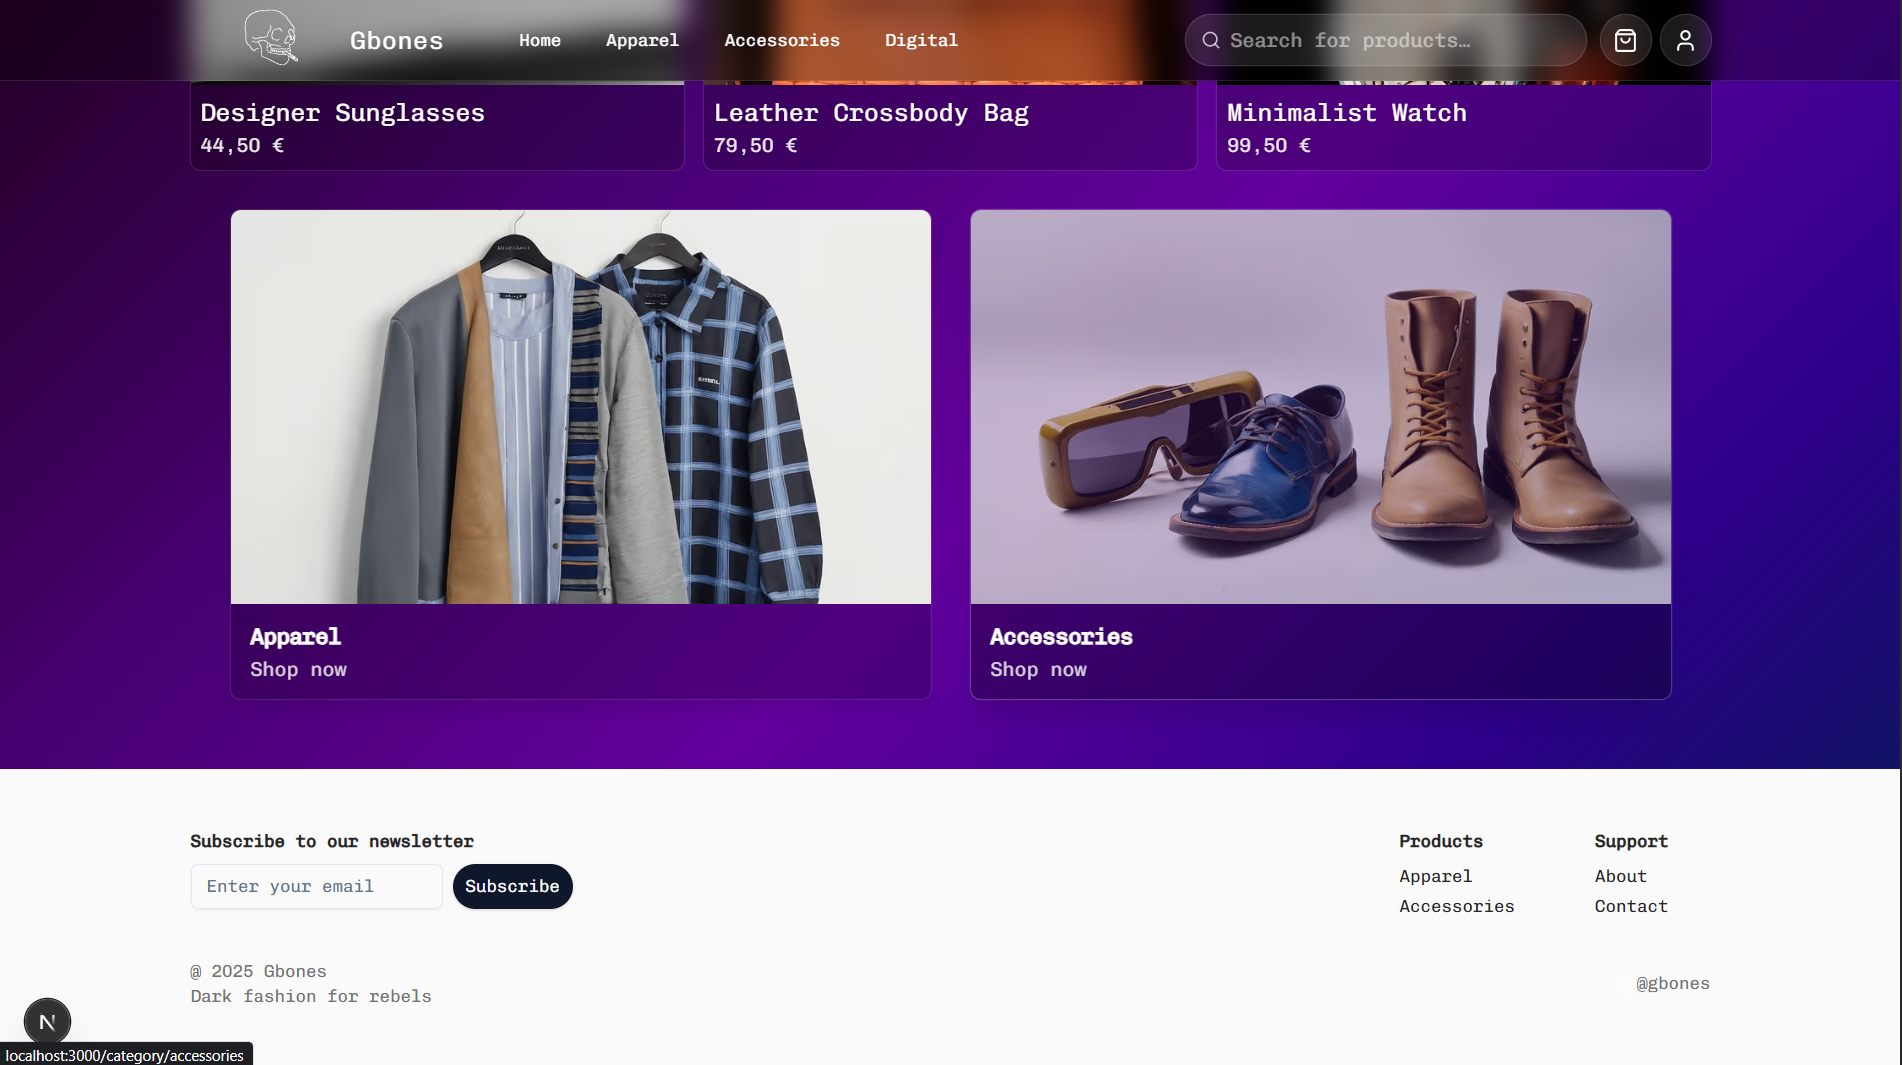 Gbones
Home Apparel Accessories Digital
Search for products…
Designer Sunglasses
44,50 €
Leather Crossbody Bag
79,50 €
Minimalist Watch
99,50 €
Apparel
Shop now
Accessories
Shop now
Subscribe to our newsletter
Enter your email
Subscribe
Products
Apparel
Accessories
Support
About
Contact
@ 2025 Gbones
Dark fashion for rebels
@gbones
N
localhost:3000/category/accessories